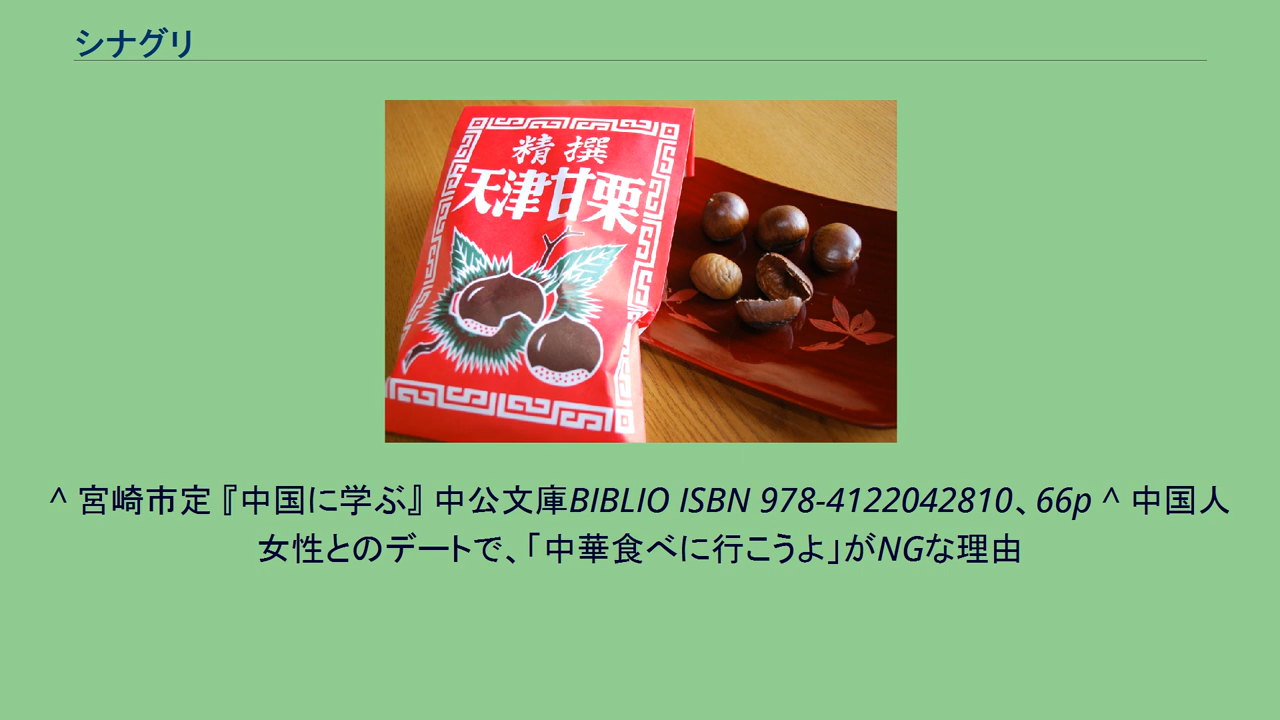 シナグリ
精撰
天津甘栗
^ 宮崎市定『中国に学ぶ』 中公文庫BIBLIO ISBN 978-4122042810、66p ^ 中国人
女性とのデートで、「中華食べに行こうよ」がNGな理由